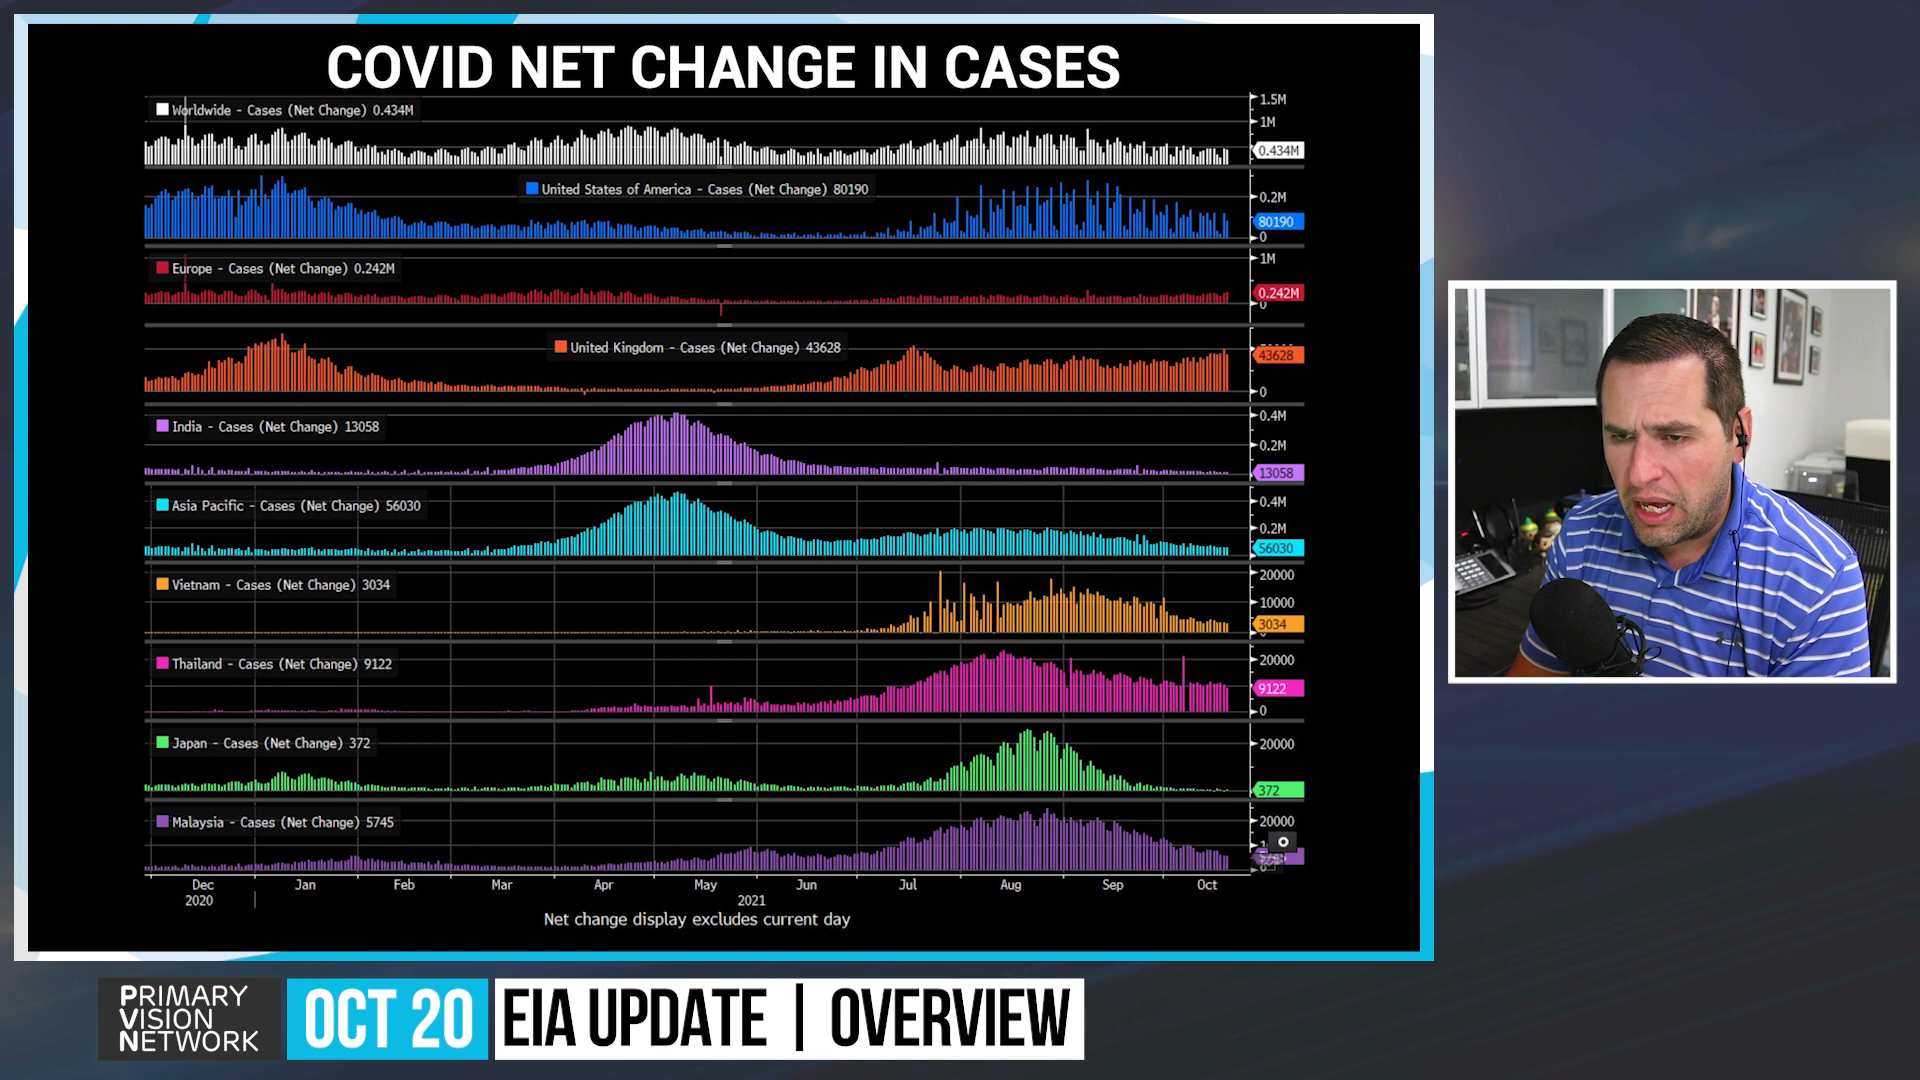 COVID NET CHANGE IN CASES
Worldwide - Cases (Net Change) 0.434M
1.5M
1M
0.434M
United States of America - Cases (Net Change) 80190
0.2M
80190
0
Europe - Cases (Net Change) 0.242M
1M
0.242M
0
United Kingdom - Cases (Net Change) 43628
43628
0
India - Cases (Net Change) 13058
0.4M
0.2M
13058
Asia Pacific - Cases (Net Change) 56030
0.4M
0.2M
56030
Vietnam - Cases (Net Change) 3034
20000
10000
3034
Thailand - Cases (Net Change) 9122
20000
9122
0
Japan - Cases (Net Change) 372
20000
372
Malaysia - Cases (Net Change) 5745
20000
0
Dec Jan Feb Mar Apr May Jun Jul Aug Sep Oct
2020 2021
Net change display excludes current day
PRIMARY
VISION
NETWORK
OCT 20
EIA UPDATE | OVERVIEW